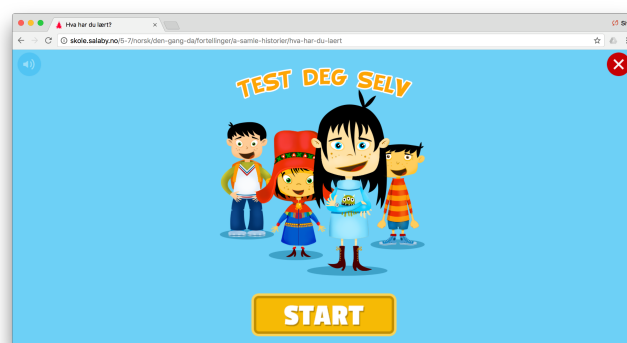 Hva har du lært?
skole.salaby.no/5-7/norsk/den-gang-da/fortellinger/a-samle-historier/hva-har-du-laert
TEST DEG SELV
START